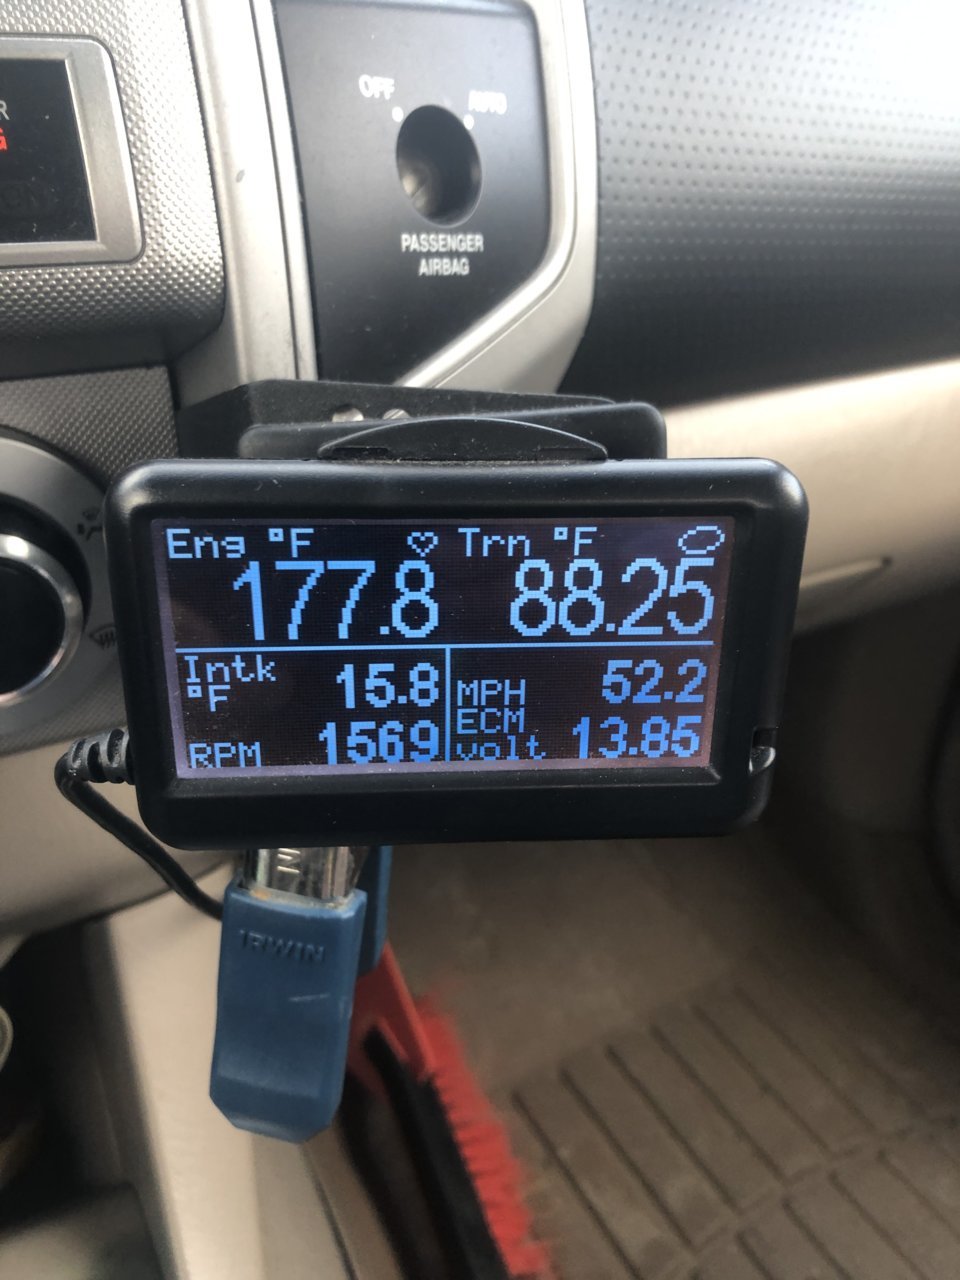 OFF
AUTO
PASSENGER
AIRBAG
Eng °F
Trn °F
177.8
88.25
Intk
°F
15.8
MPH
52.2
RPM
1569
ECM
volt
13.85
IRWIN